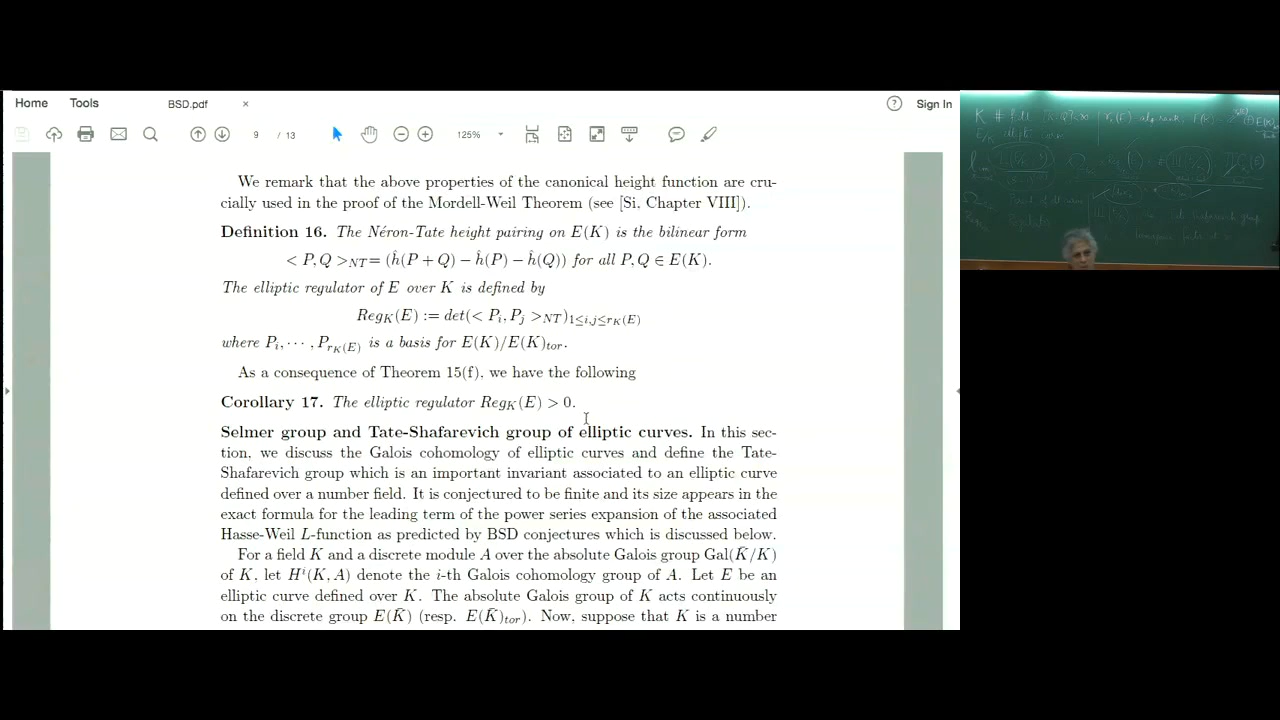 Home Tools BSD.pdf × ? Sign In
9 / 13 125%
We remark that the above properties of the canonical height function are cru-
cially used in the proof of the Mordell-Weil Theorem (see [Si, Chapter VIII]).
Definition 16. The Néron-Tate height pairing on E(K) is the bilinear form
< P, Q >_{NT}= (ĥ(P + Q) − ĥ(P) − ĥ(Q)) for all P, Q ∈ E(K).
The elliptic regulator of E over K is defined by
Reg_K(E) := det(< P_i, P_j >_{NT})_{1≤i,j≤r_K(E)}
where P_i, ··· , P_{r_K(E)} is a basis for E(K)/E(K)_{tor}.
As a consequence of Theorem 15(f), we have the following
Corollary 17. The elliptic regulator Reg_K(E) > 0.
Selmer group and Tate-Shafarevich group of elliptic curves. In this sec-
tion, we discuss the Galois cohomology of elliptic curves and define the Tate-
Shafarevich group which is an important invariant associated to an elliptic curve
defined over a number field. It is conjectured to be finite and its size appears in the
exact formula for the leading term of the power series expansion of the associated
Hasse-Weil L-function as predicted by BSD conjectures which is discussed below.
For a field K and a discrete module A over the absolute Galois group Gal(K̄/K)
of K, let H^i(K, A) denote the i-th Galois cohomology group of A. Let E be an
elliptic curve defined over K. The absolute Galois group of K acts continuously
on the discrete group E(K̄) (resp. E(K̄)_{tor}). Now, suppose that K is a number